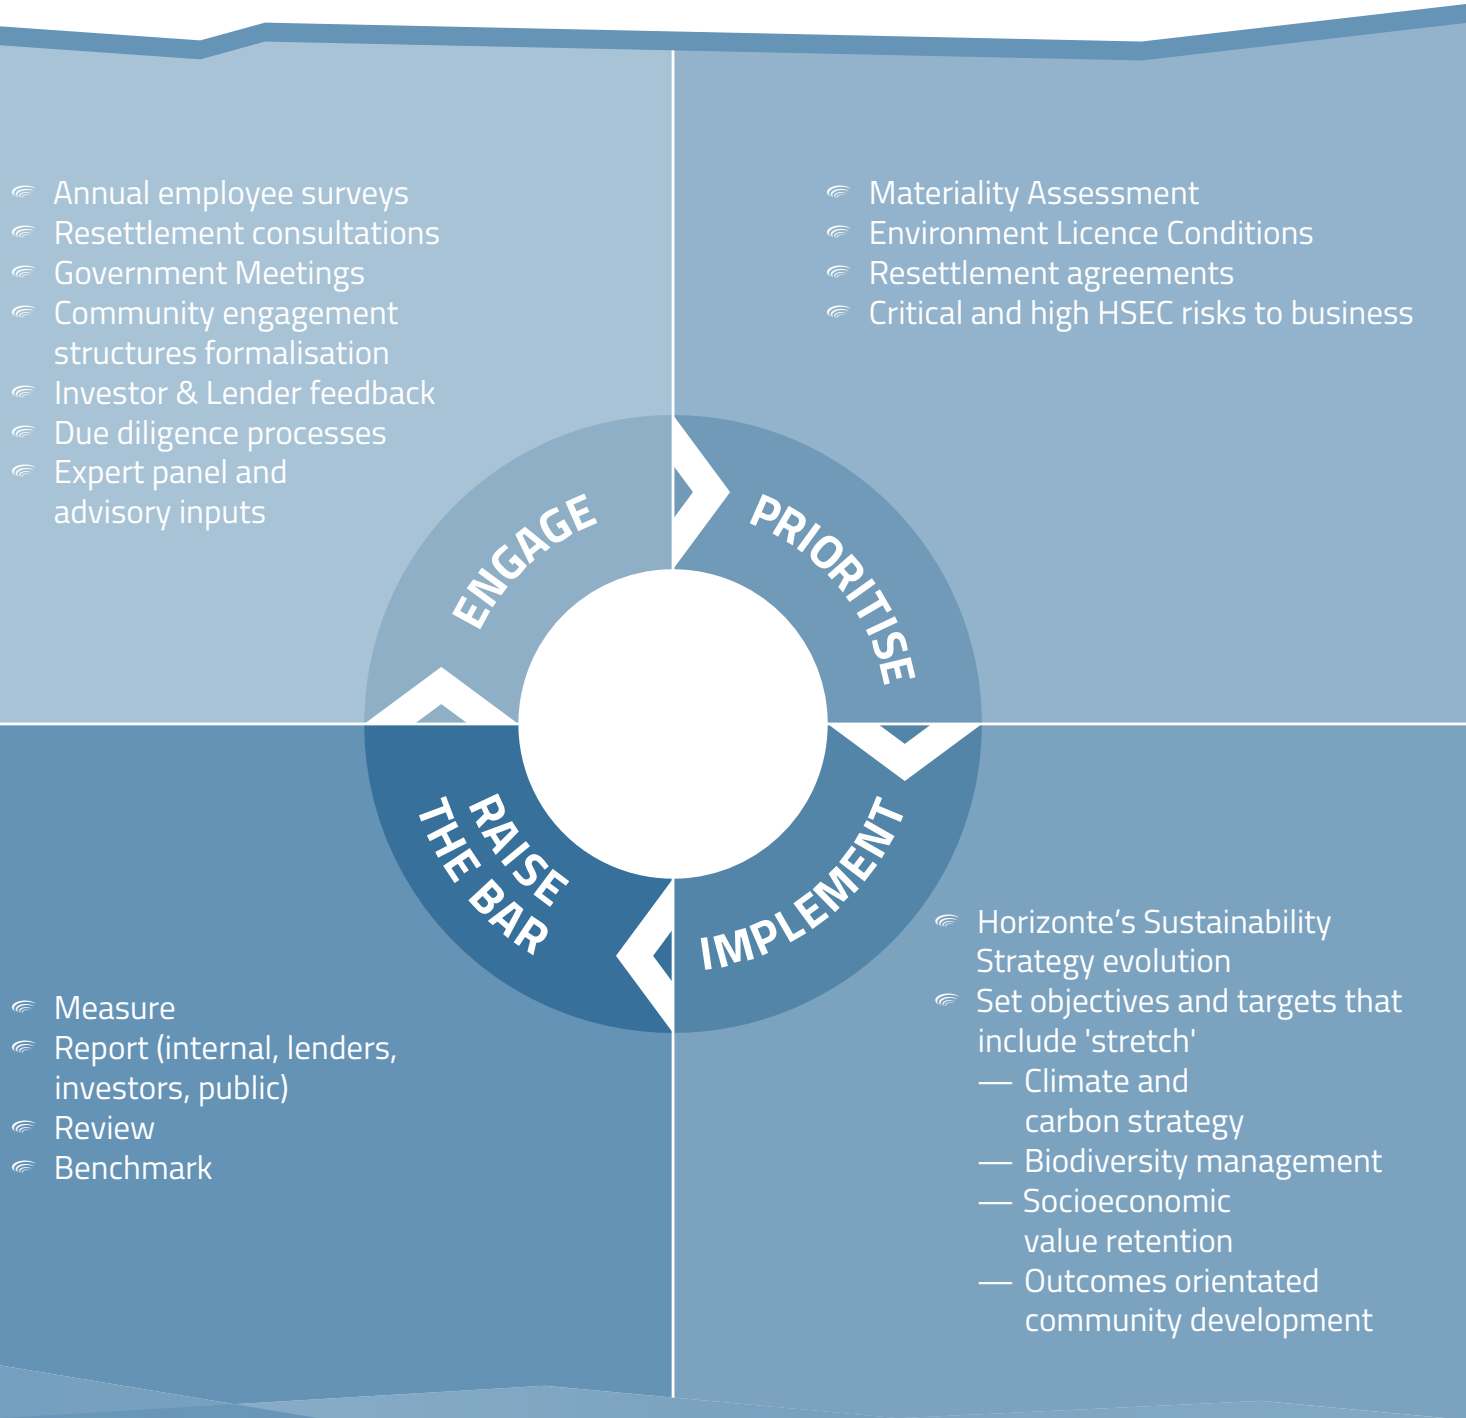 Annual employee surveys
Resettlement consultations
Government Meetings
Community engagement
structures formalisation
Investor & Lender feedback
Due diligence processes
Expert panel and
advisory inputs
Materiality Assessment
Environment Licence Conditions
Resettlement agreements
Critical and high HSEC risks to business
ENGAGE
PRIORITISE
RAISE
THE BAR
IMPLEMENT
Measure
Report (internal, lenders,
investors, public)
Review
Benchmark
Horizonte’s Sustainability
Strategy evolution
Set objectives and targets that
include 'stretch'
— Climate and
carbon strategy
— Biodiversity management
— Socioeconomic
value retention
— Outcomes orientated
community development